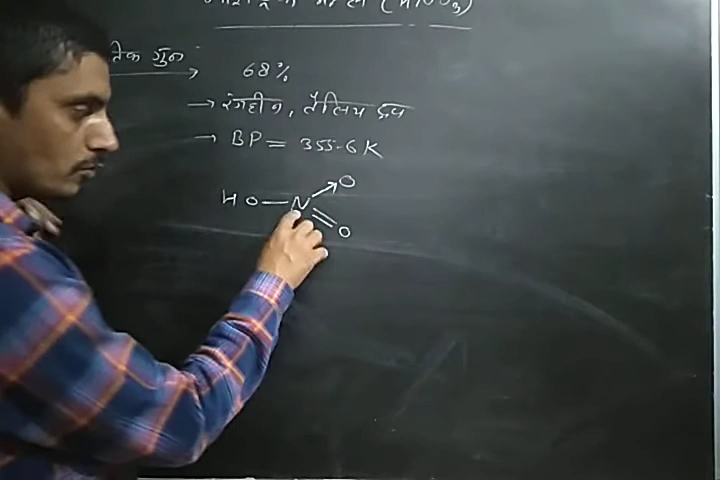 (HNO3)
गुण
→ 68%
→ रंगहीन, तैलिय द्रव
→ BP = 355.6 K
O
HO—N
O